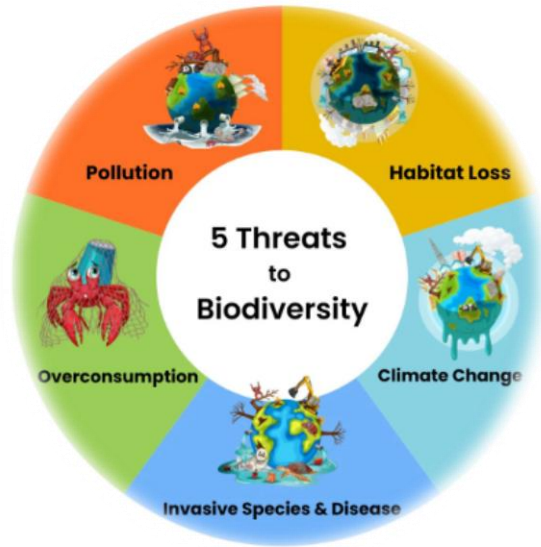 5 Threats
to
Biodiversity
Habitat Loss
Climate Change
Invasive Species & Disease
Overconsumption
Pollution